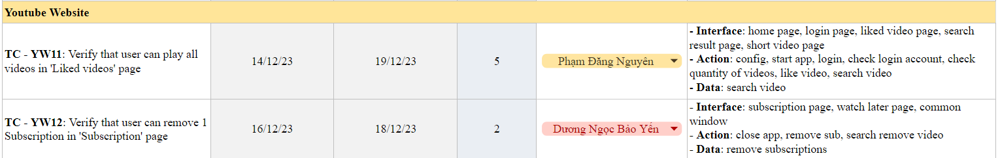 Youtube Website
TC - YW11: Verify that user can play all
videos in 'Liked videos' page
14/12/23
19/12/23
5
Phạm Đăng Nguyên
- Interface: home page, login page, liked video page, search
result page, short video page
- Action: config, start app, login, check login account, check
quantity of videos, like video, search video
- Data: search video
TC - YW12: Verify that user can remove 1
Subscription in 'Subscription' page
16/12/23
18/12/23
2
Dương Ngọc Bảo Yến
- Interface: subscription page, watch later page, common
window
- Action: close app, remove sub, search remove video
- Data: remove subscriptions